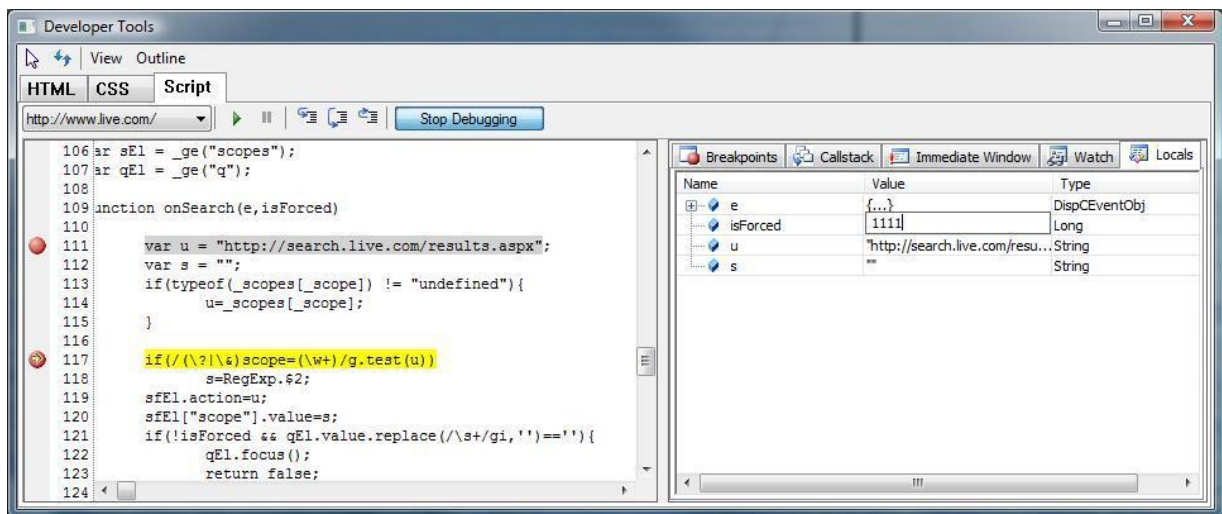 Developer Tools
View Outline
HTML CSS Script
http://www.live.com/ Stop Debugging
106 ar sEl = _ge("scopes");
107 ar qEl = _ge("q");
108
109 unction onSearch(e,isForced)
110
111 var u = "http://search.live.com/results.aspx";
112 var s = "";
113 if(typeof(_scopes[_scope]) != "undefined"){
114 u=_scopes[_scope];
115 }
116
117 if(/(\?|\&)scope=(\w+)/g.test(u))
118 s=RegExp.$2;
119 sfEl.action=u;
120 sfEl["scope"].value=s;
121 if(!isForced && qEl.value.replace(/\s+/gi,'')==''){
122 qEl.focus();
123 return false;
124
Breakpoints Callstack Immediate Window Watch Locals
Name Value Type
e {...} DispCEventObj
isForced 1111 Long
u "http://search.live.com/resu... String
s "" String